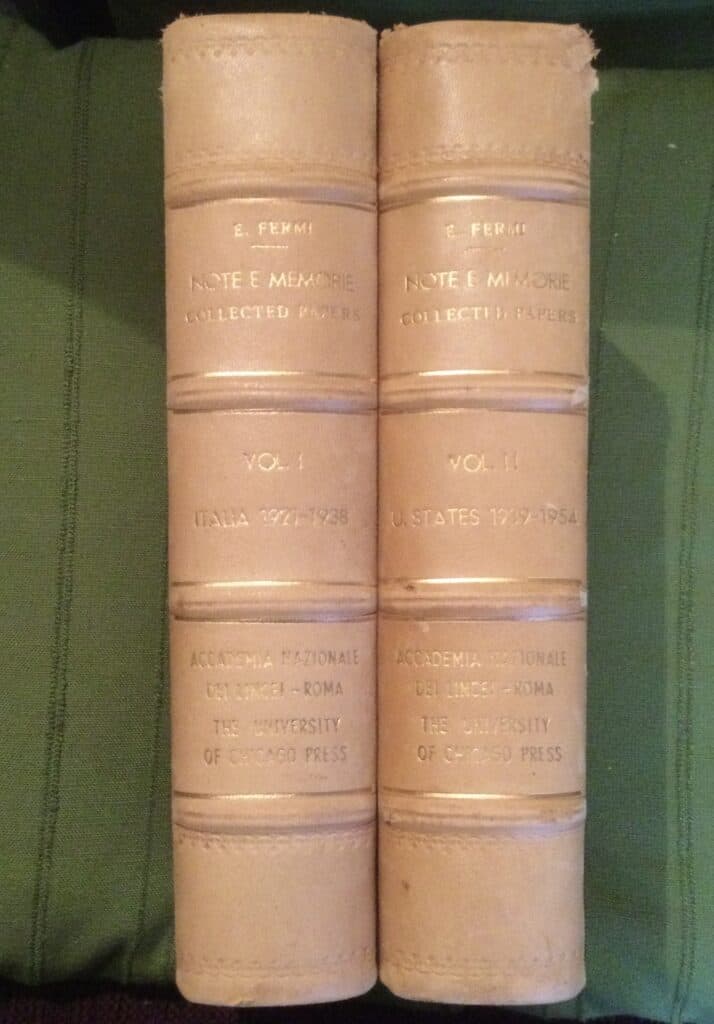 E. FERMI
NOTE E MEMORIE
COLLECTED PAPERS
VOL. I
ITALIA 1921-1938
ACCADEMIA NAZIONALE
DEI LINCEI - ROMA
THE UNIVERSITY
OF CHICAGO PRESS
E. FERMI
NOTE E MEMORIE
COLLECTED PAPERS
VOL. II
U. STATES 1939-1954
ACCADEMIA NAZIONALE
DEI LINCEI - ROMA
THE UNIVERSITY
OF CHICAGO PRESS